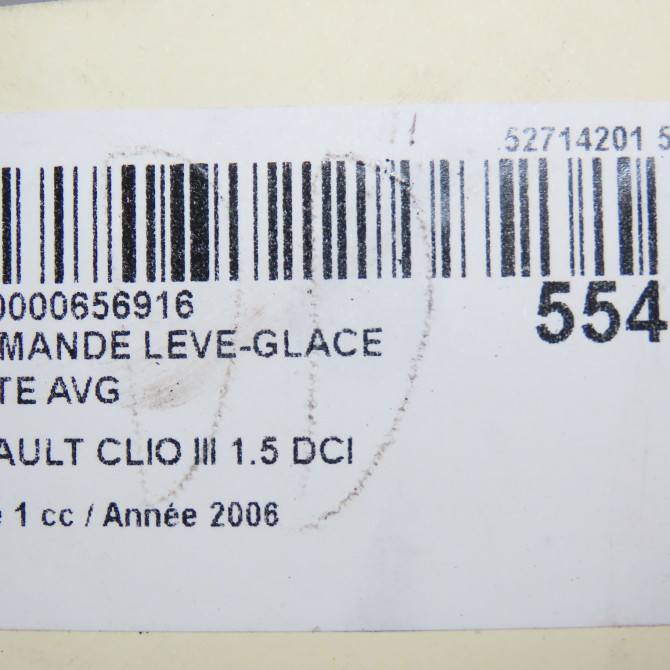 52714201 5
0000656916
554
MANDE LEVE-GLACE
TE AVG
AULT CLIO III 1.5 DCI
e 1 cc / Année 2006